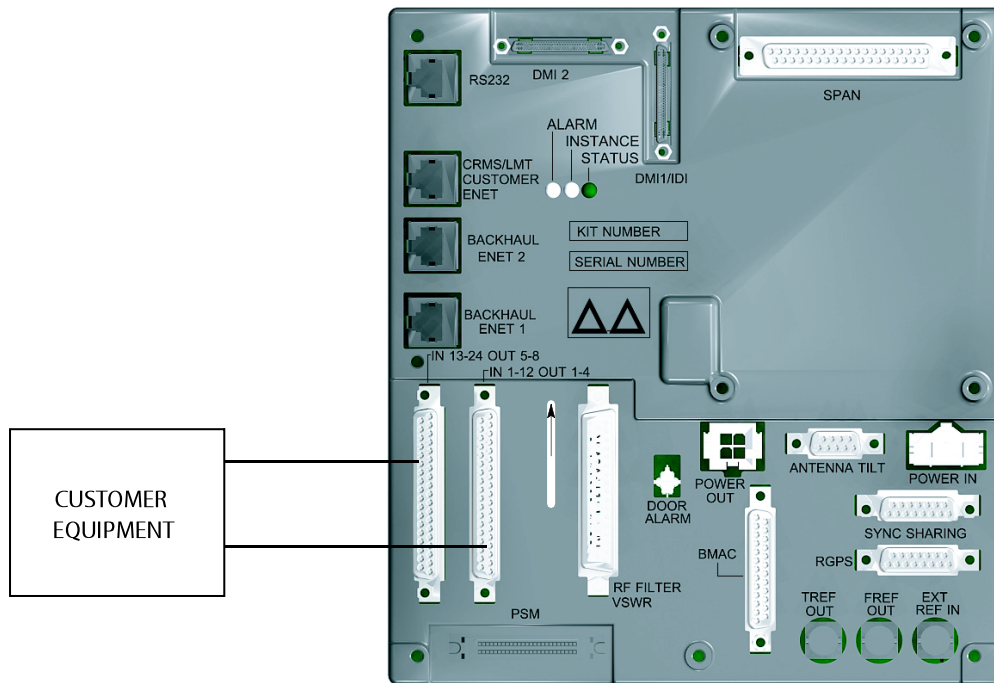 RS232
DMI 2
SPAN
ALARM
INSTANCE
STATUS
DMI1/IDI
CRMS/LMT
CUSTOMER
ENET
BACKHAUL
ENET 2
KIT NUMBER
SERIAL NUMBER
BACKHAUL
ENET 1
IN 13-24 OUT 5-8
IN 1-12 OUT 1-4
CUSTOMER
EQUIPMENT
POWER
OUT
ANTENNA TILT
POWER IN
DOOR
ALARM
SYNC SHARING
BMAC
RGPS
RF FILTER
VSWR
TREF
OUT
FREF
OUT
EXT
REF IN
PSM